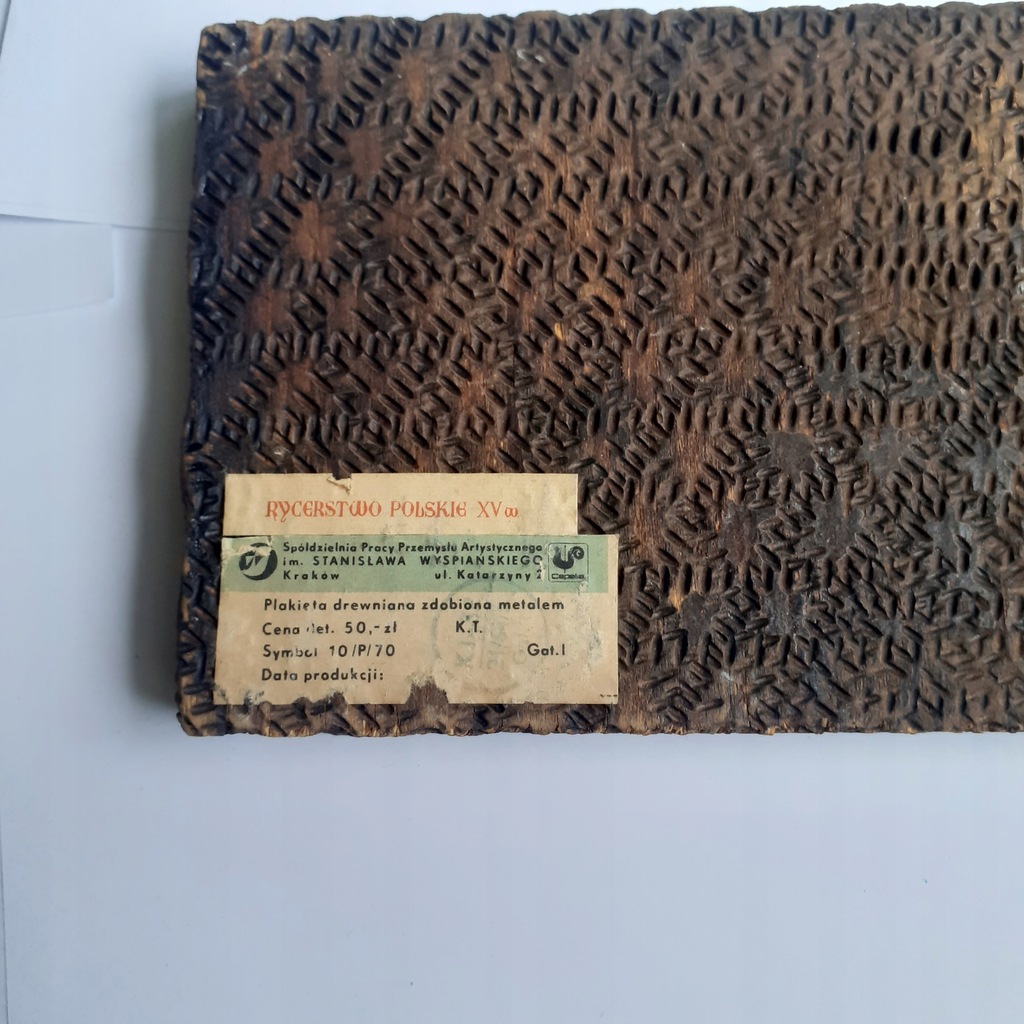 RYCERSTWO POLSKIE XV w
Spółdzielnia Pracy Przemysłu Artystycznego
im. STANISŁAWA WYSPIAŃSKIEGO
Kraków ul. Katarzyny 2
Cepelia
Plakieta drewniana zdobiona metalem
Cena det. 50,- zł K.T.
Symbol 10/P/70 Gat. I
Data produkcji: